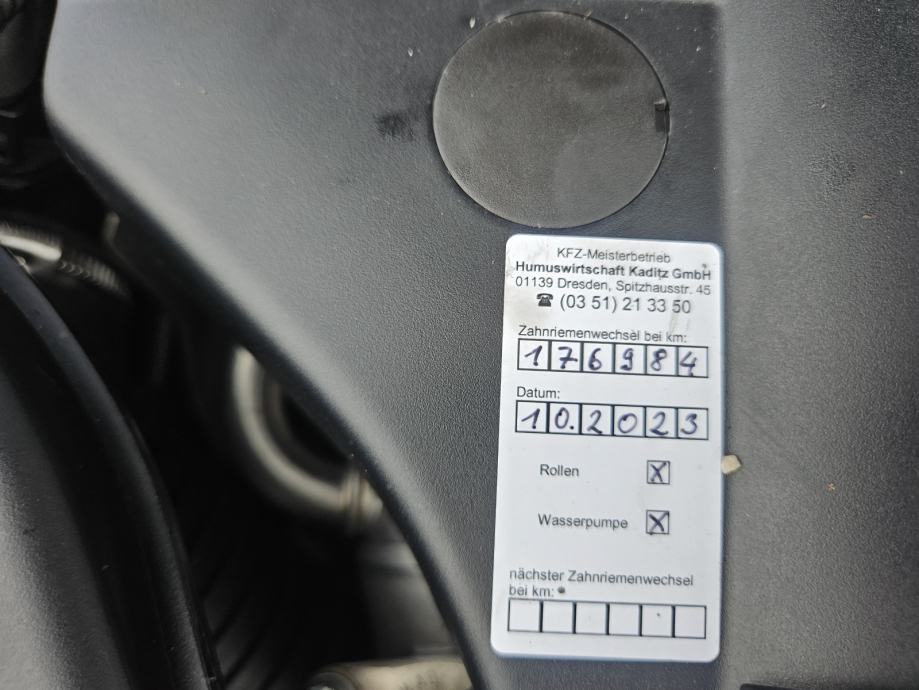 KFZ-Meisterbetrieb
Humuswirtschaft Kaditz GmbH
01139 Dresden, Spitzhausstr. 45
☎ (03 51) 21 33 50
Zahnriemenwechsel bei km:
176984
Datum:
10.2023
Rollen X
Wasserpumpe X
nächster Zahnriemenwechsel
bei km: